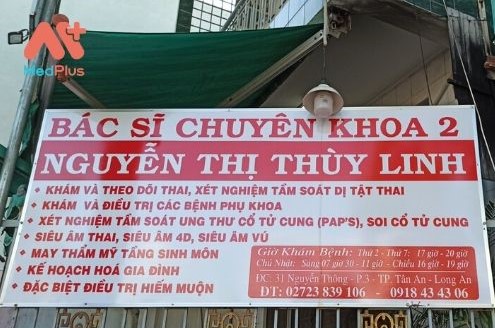 MedPlus
BÁC SĨ CHUYÊN KHOA 2
NGUYỄN THỊ THÙY LINH
• KHÁM VÀ THEO DÕI THAI, XÉT NGHIỆM TẦM SOÁT DỊ TẬT THAI
• KHÁM VÀ ĐIỀU TRỊ CÁC BỆNH PHỤ KHOA
• XÉT NGHIỆM TẦM SOÁT UNG THƯ CỔ TỬ CUNG (PAP'S), SOI CỔ TỬ CUNG
• SIÊU ÂM THAI, SIÊU ÂM 4D, SIÊU ÂM VÚ
• MAY THẨM MỸ TẦNG SINH MÔN
• KẾ HOẠCH HOÁ GIA ĐÌNH
• ĐẶC BIỆT ĐIỀU TRỊ HIẾM MUỘN
Giờ Khám Bệnh: Thứ 2 - Thứ 7: 17 giờ - 20 giờ
Chủ Nhật: Sáng 07 giờ 30 - 11 giờ - Chiều 16 giờ - 19 giờ
ĐC: 31 Nguyễn Thông - P.3 - TP. Tân An - Long An
ĐT: 02723 839 106 - 0918 43 43 06